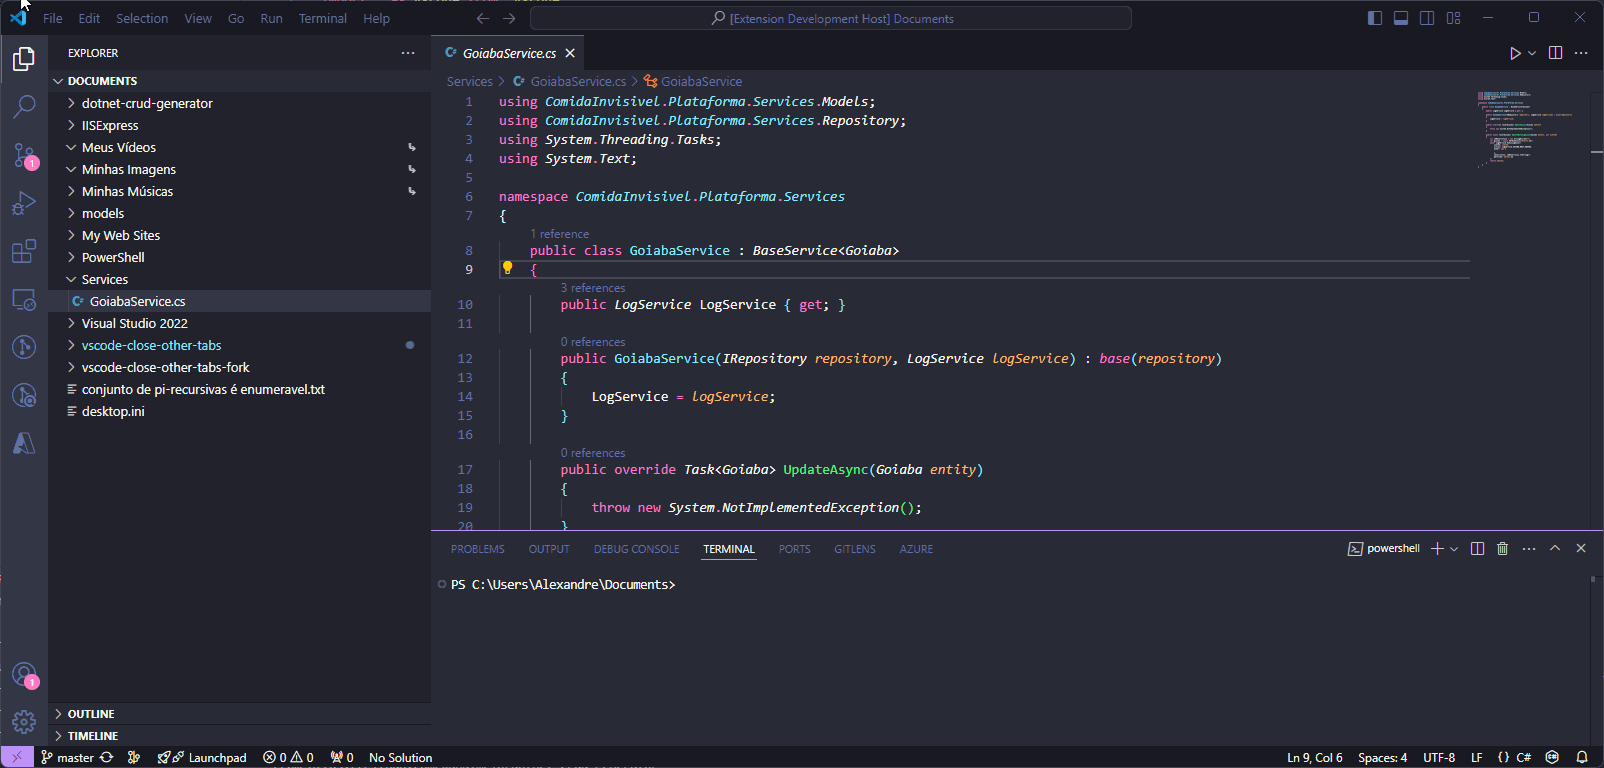 File Edit Selection View Go Run Terminal Help
[Extension Development Host] Documents
EXPLORER
DOCUMENTS
dotnet-crud-generator
IISExpress
Meus Vídeos
Minhas Imagens
Minhas Músicas
models
My Web Sites
PowerShell
Services
GoiabaService.cs
Visual Studio 2022
vscode-close-other-tabs
vscode-close-other-tabs-fork
conjunto de pi-recursivas é enumeravel.txt
desktop.ini
OUTLINE
TIMELINE
1
1
GoiabaService.cs
Services > GoiabaService.cs > GoiabaService
1 using ComidaInvisivel.Plataforma.Services.Models;
2 using ComidaInvisivel.Plataforma.Services.Repository;
3 using System.Threading.Tasks;
4 using System.Text;
5
6 namespace ComidaInvisivel.Plataforma.Services
7 {
1 reference
8 public class GoiabaService : BaseService<Goiaba>
9 {
3 references
10 public LogService LogService { get; }
11
0 references
12 public GoiabaService(IRepository repository, LogService logService) : base(repository)
13 {
14 LogService = logService;
15 }
16
0 references
17 public override Task<Goiaba> UpdateAsync(Goiaba entity)
18 {
19 throw new System.NotImplementedException();
20 }
PROBLEMS OUTPUT DEBUG CONSOLE TERMINAL PORTS GITLENS AZURE
powershell
PS C:\Users\Alexandre\Documents>
master Launchpad 0 0 0 No Solution
Ln 9, Col 6 Spaces: 4 UTF-8 LF {} C#